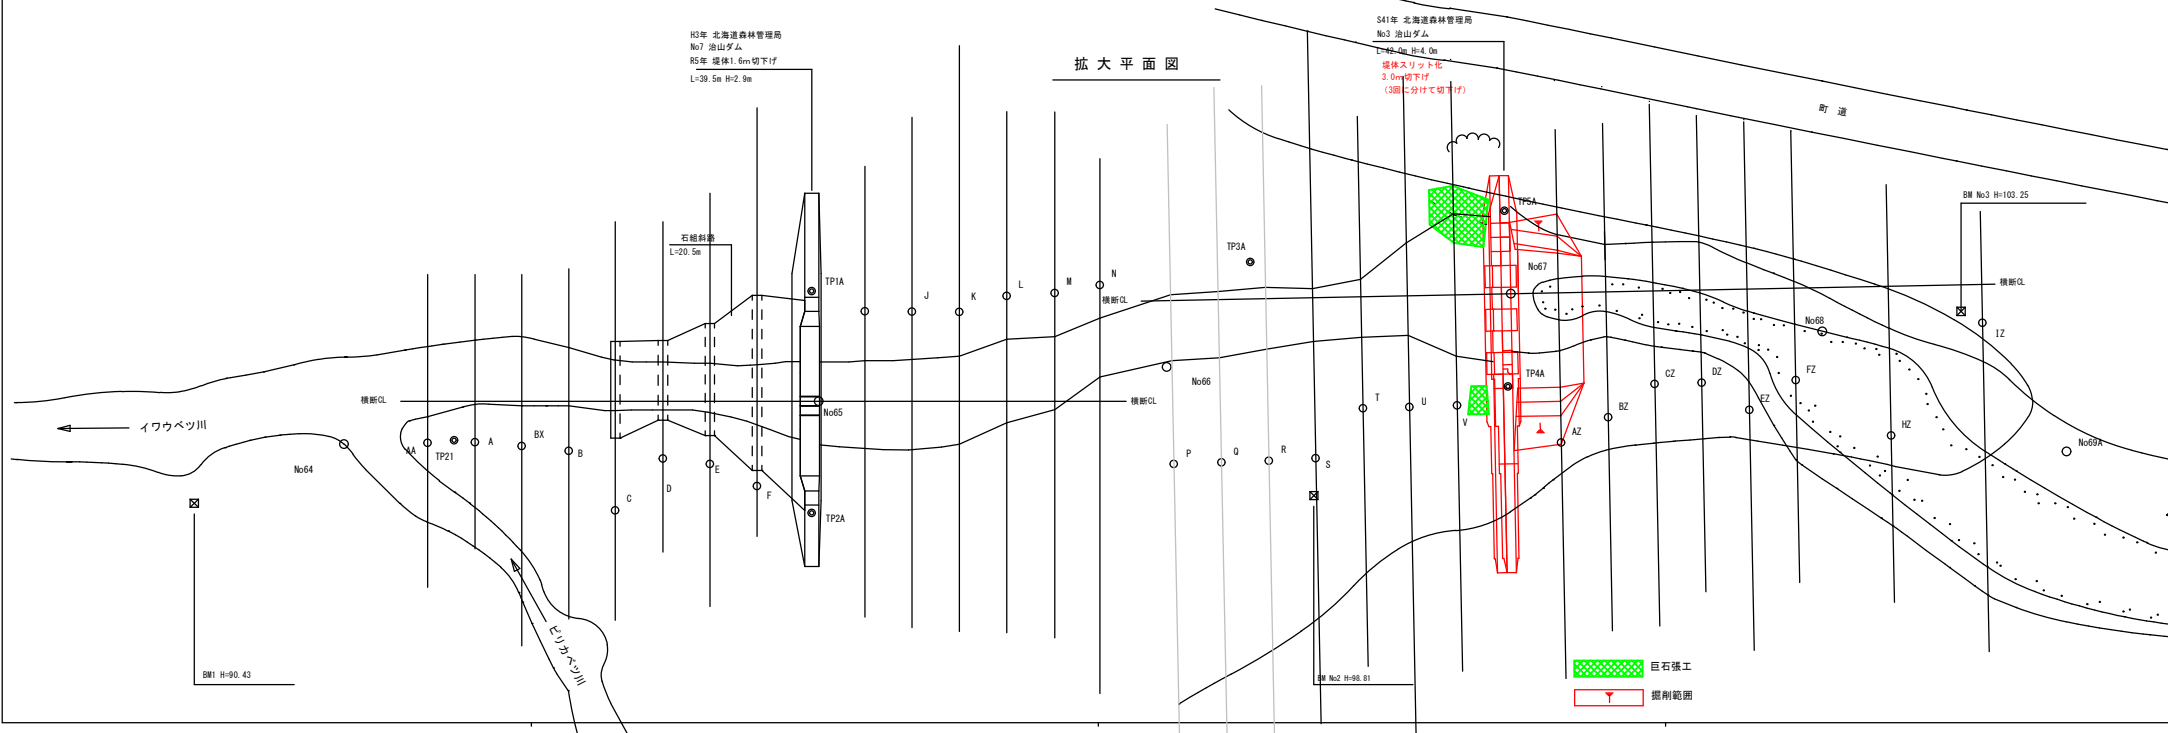 拡大平面図
H3年 北海道森林管理局
No7 治山ダム
R5年 堤体1.6m切下げ
L=39.5m H=2.9m
S41年 北海道森林管理局
No3 治山ダム
L=42.0m H=4.0m
堤体スリット化
3.0m切下げ
(3回に分けて切下げ)
町道
BM No3 H=103.25
石組斜路
L=20.5m
TP1A
TP3A
TP5A
No67
横断CL
横断CL
J
K
L
M
N
No68
IZ
横断CL
横断CL
No65
No66
TP4A
イワウベツ川
No64
AA
TP21
A
BX
B
C
D
E
F
TP2A
P
Q
R
S
T
U
V
AZ
BZ
CZ
DZ
EZ
FZ
HZ
No69A
ピリカベツ川
BM1 H=90.43
BM No2 H=98.81
巨石張工
掘削範囲